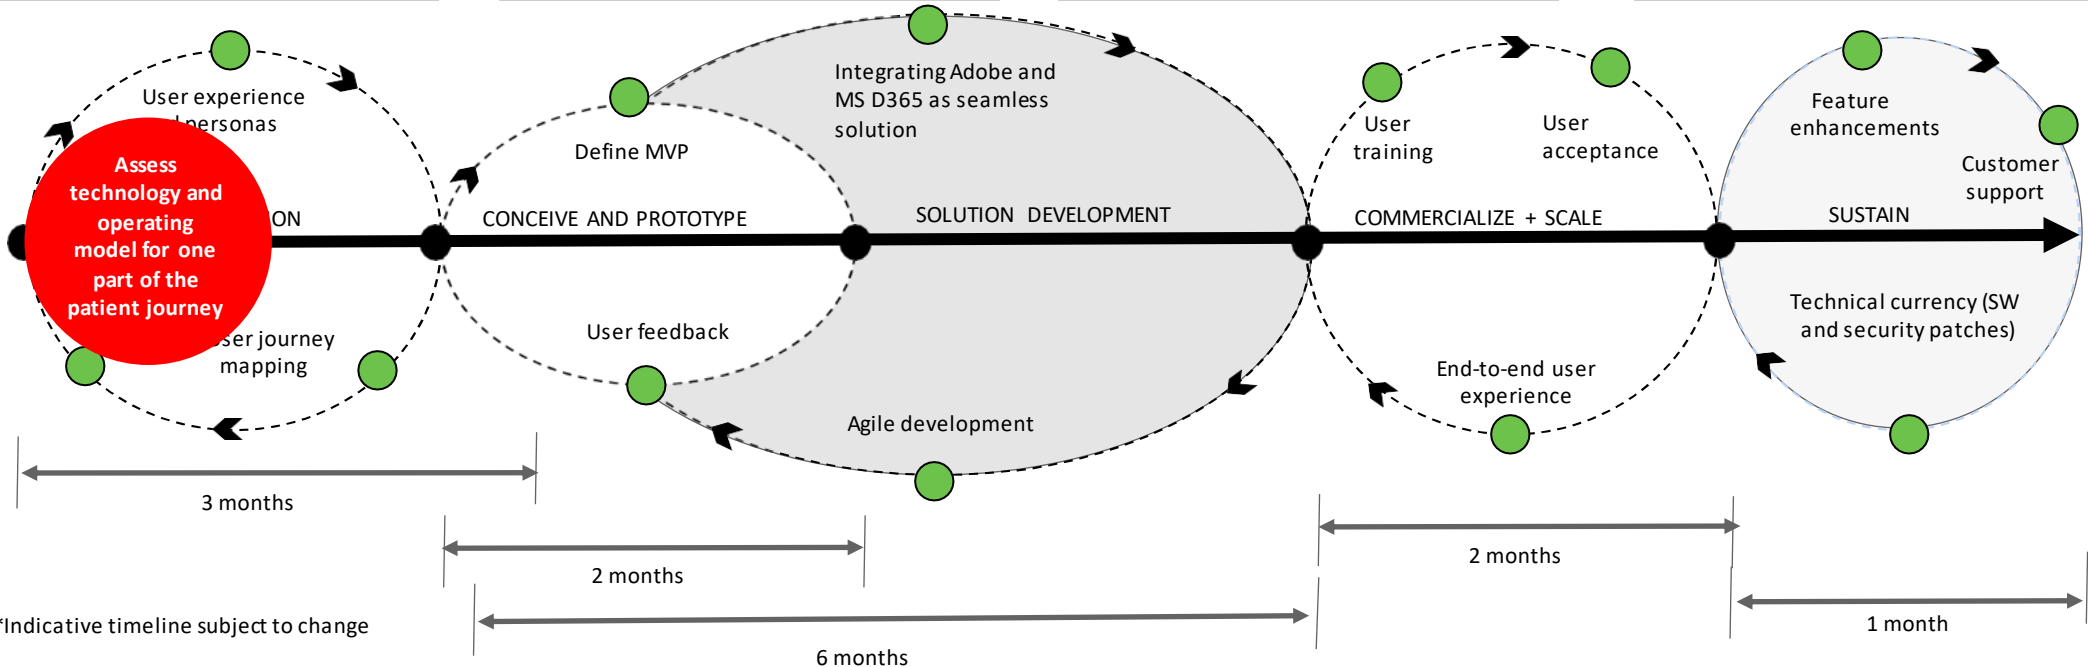 User experience
personas
Assess
technology and
operating
model for one
part of the
patient journey
user journey
mapping
Define MVP
CONCEIVE AND PROTOTYPE
User feedback
Integrating Adobe and
MS D365 as seamless
solution
SOLUTION DEVELOPMENT
Agile development
User
training
User
acceptance
COMMERCIALIZE + SCALE
End-to-end user
experience
Feature
enhancements
Customer
support
SUSTAIN
Technical currency (SW
and security patches)
3 months
2 months
6 months
2 months
1 month
*Indicative timeline subject to change